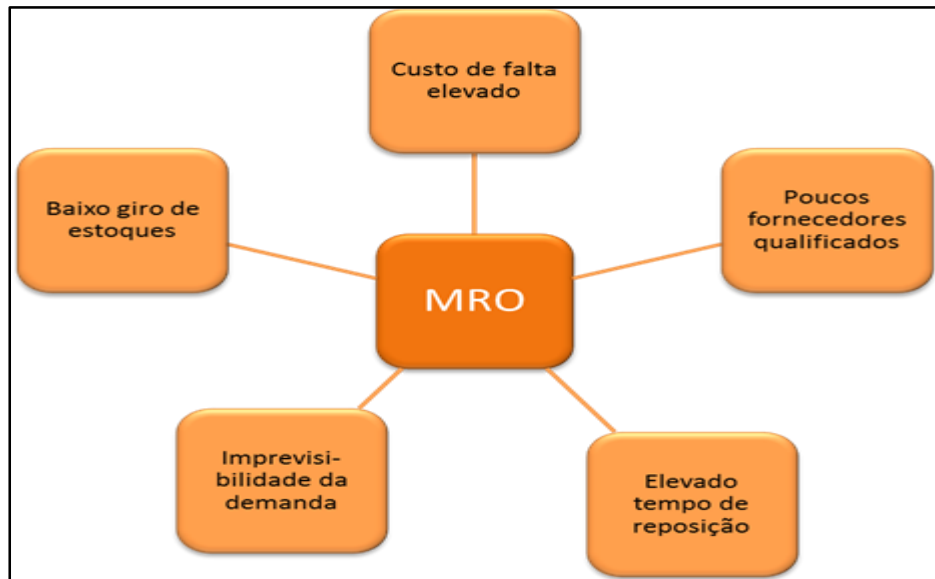 Custo de falta
elevado
Baixo giro de
estoques
Poucos
fornecedores
qualificados
MRO
Imprevisi-
bilidade da
demanda
Elevado
tempo de
reposição